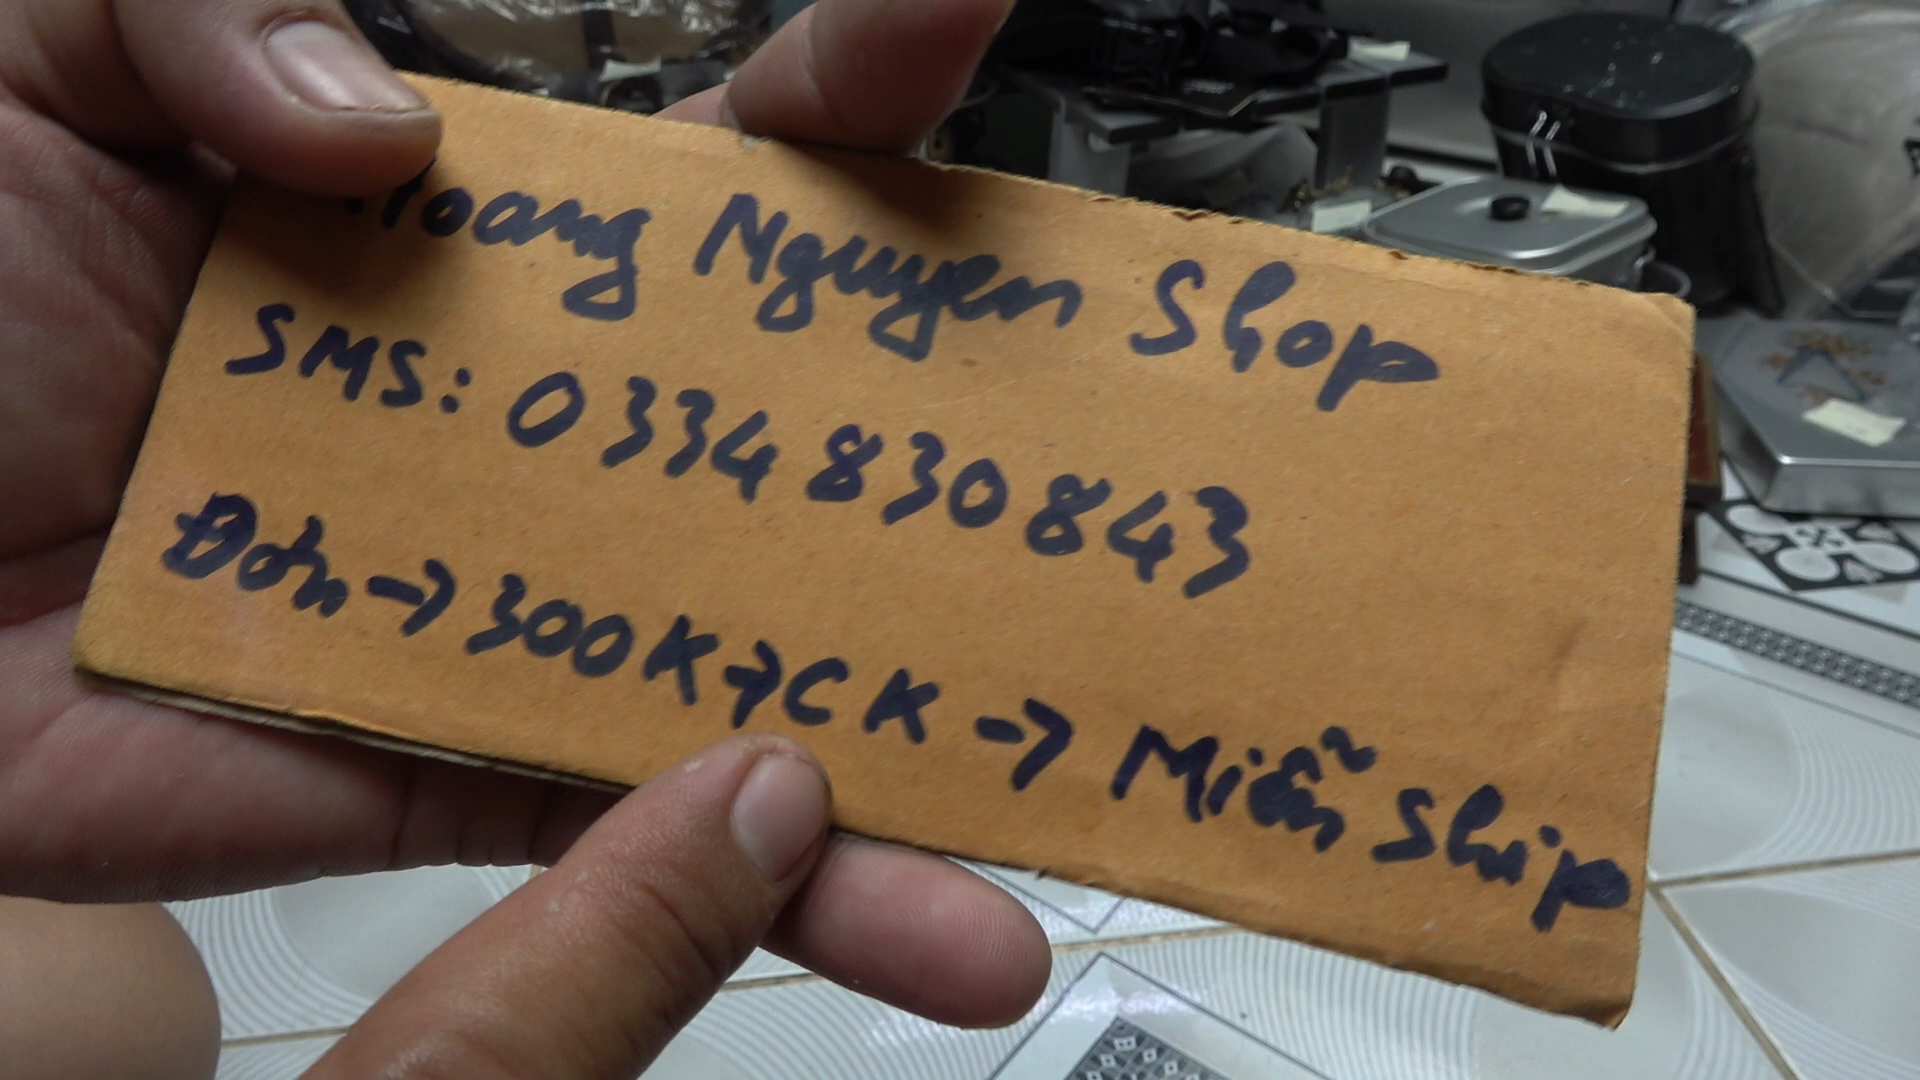 Hoang Nguyen Shop
SMS: 0334830843
Đơn → 300K → CK → Miễn Ship